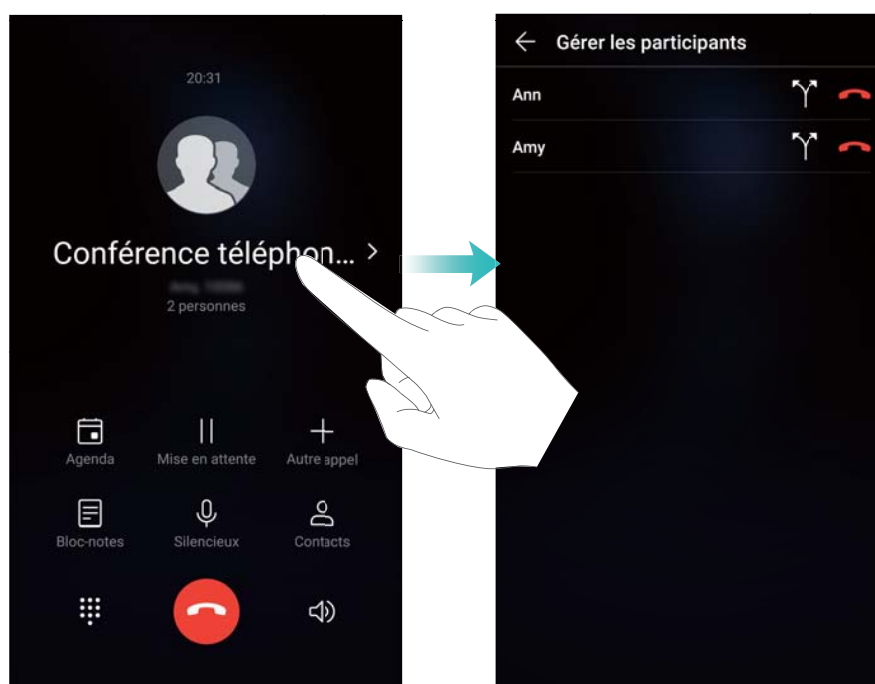 20:31
Conférence téléphon...
2 personnes
Agenda
Mise en attente
Autre appel
Bloc-notes
Silencieux
Contacts
Gérer les participants
Ann
Amy